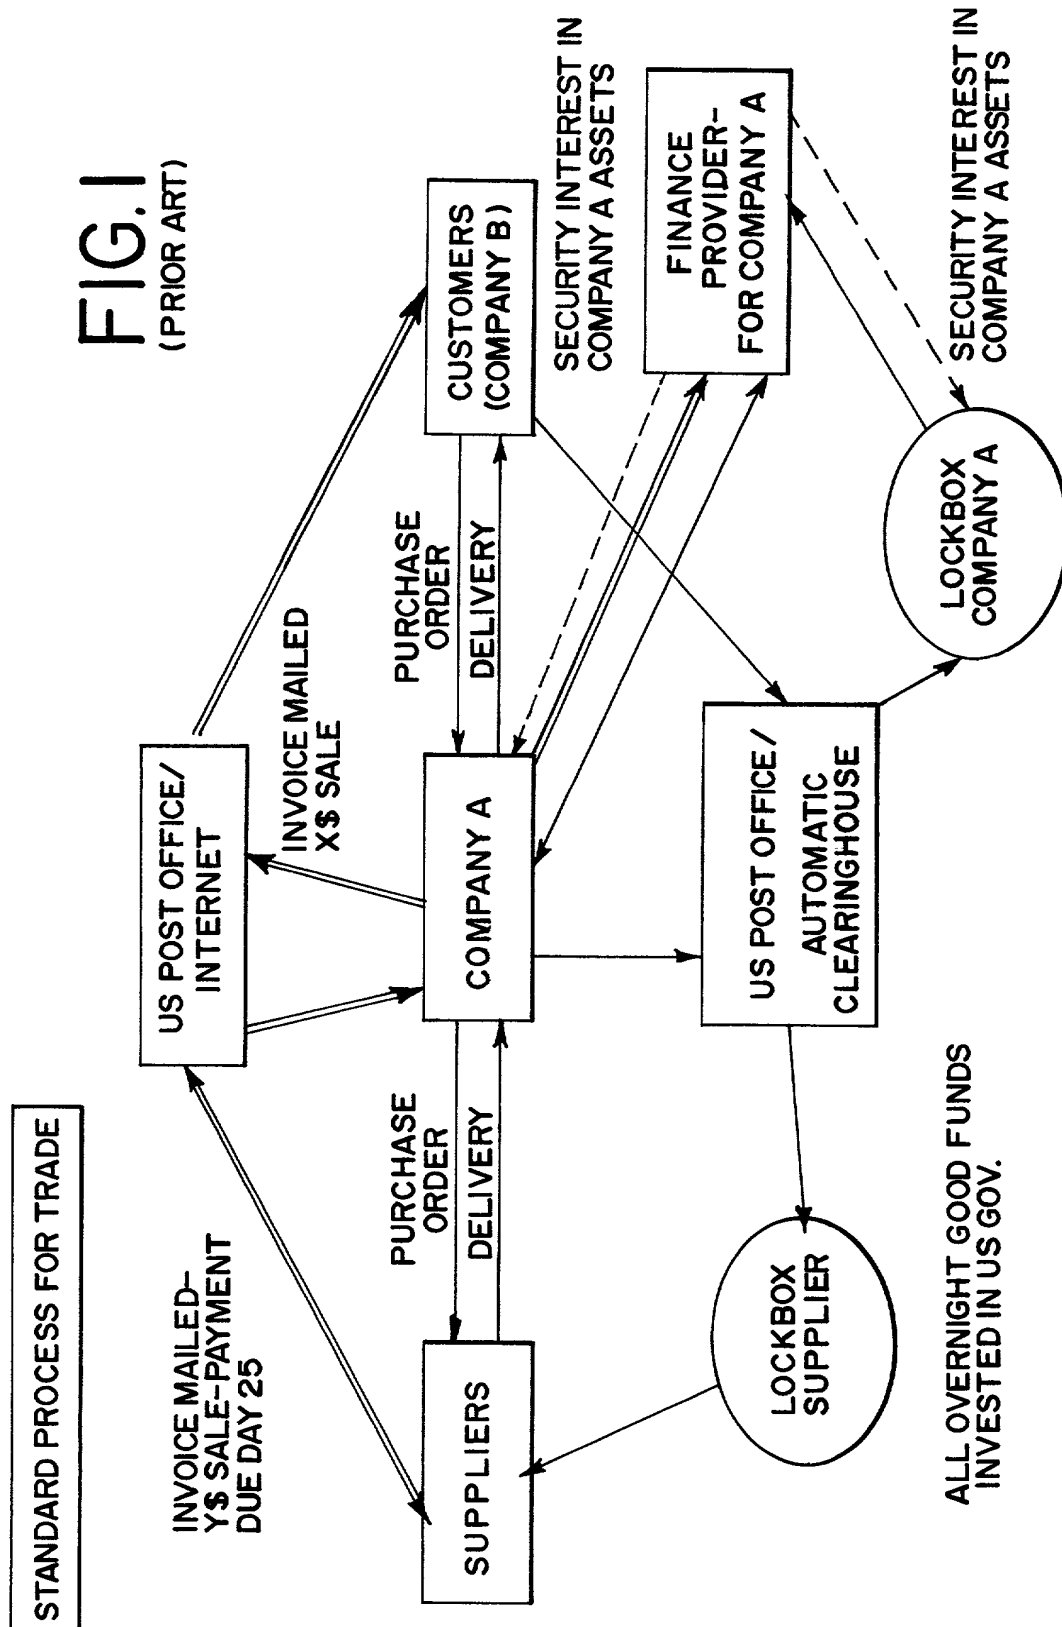 STANDARD PROCESS FOR TRADE
FIG. 1
(PRIOR ART)
INVOICE MAILED-
Y$ SALE-PAYMENT
DUE DAY 25
US POST OFFICE/
INTERNET
INVOICE MAILED
X$ SALE
SUPPLIERS
PURCHASE
ORDER
DELIVERY
COMPANY A
PURCHASE
ORDER
DELIVERY
CUSTOMERS
(COMPANY B)
SECURITY INTEREST IN
COMPANY A ASSETS
LOCKBOX
SUPPLIER
US POST OFFICE/
AUTOMATIC
CLEARINGHOUSE
FINANCE
PROVIDER-
FOR COMPANY A
LOCKBOX
COMPANY A
SECURITY INTEREST IN
COMPANY A ASSETS
ALL OVERNIGHT GOOD FUNDS
INVESTED IN US GOV.